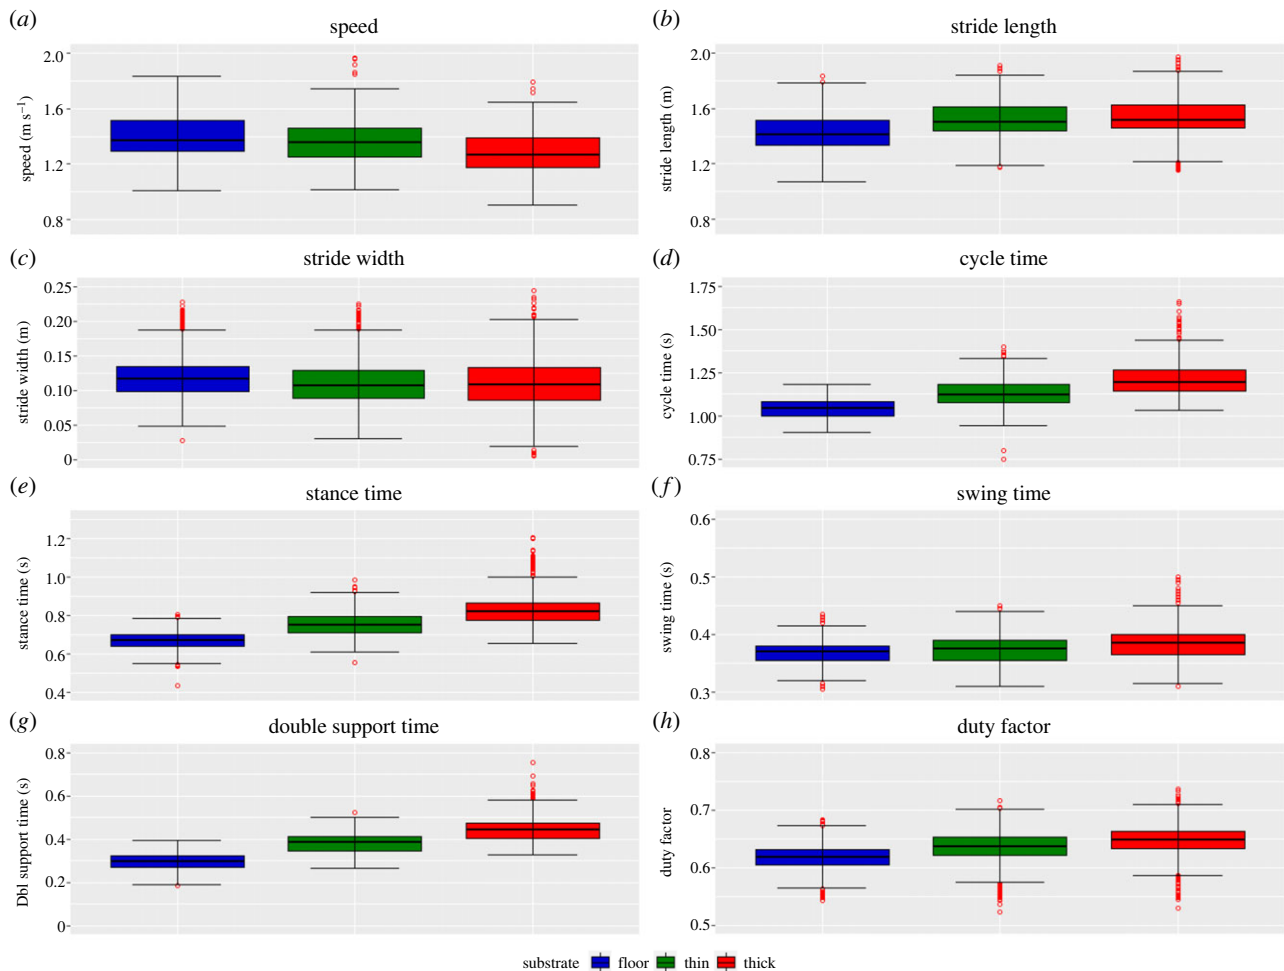 (a) speed
speed (m s⁻¹)
2.0
1.6
1.2
0.8
(b) stride length
stride length (m)
2.0
1.6
1.2
0.8
(c) stride width
stride width (m)
0.25
0.20
0.15
0.10
0.05
0
(d) cycle time
cycle time (s)
1.75
1.50
1.25
1.00
0.75
(e) stance time
stance time (s)
1.2
1.0
0.8
0.6
0.4
(f) swing time
swing time (s)
0.6
0.5
0.4
0.3
(g) double support time
Dbl support time (s)
0.8
0.6
0.4
0.2
0
(h) duty factor
duty factor
0.8
0.7
0.6
0.5
substrate floor thin thick